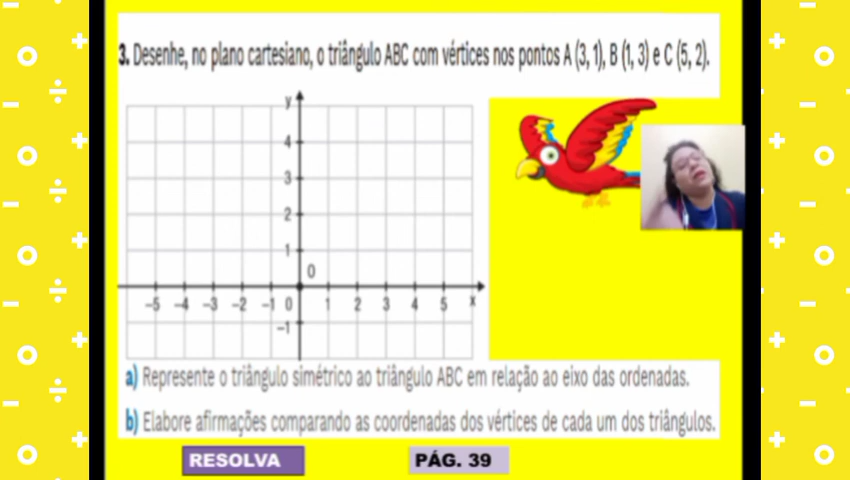 3. Desenhe, no plano cartesiano, o triângulo ABC com vértices nos pontos A (3, 1), B (1, 3) e C (5, 2).
y
4
3
2
1
0
-5 -4 -3 -2 -1 0 1 2 3 4 5 x
-1
a) Represente o triângulo simétrico ao triângulo ABC em relação ao eixo das ordenadas.
b) Elabore afirmações comparando as coordenadas dos vértices de cada um dos triângulos.
RESOLVA PÁG. 39